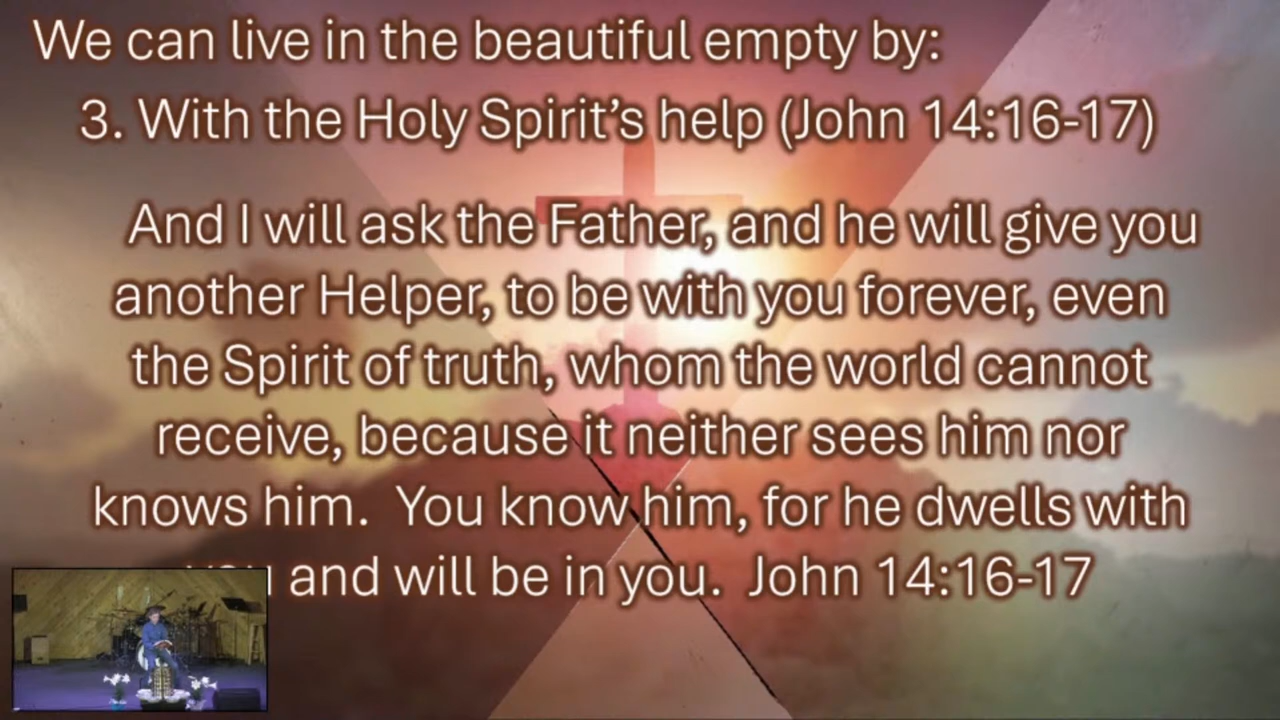 We can live in the beautiful empty by:
3. With the Holy Spirit's help (John 14:16-17)
And I will ask the Father, and he will give you
another Helper, to be with you forever, even
the Spirit of truth, whom the world cannot
receive, because it neither sees him nor
knows him.  You know him, for he dwells with
you and will be in you.  John 14:16-17